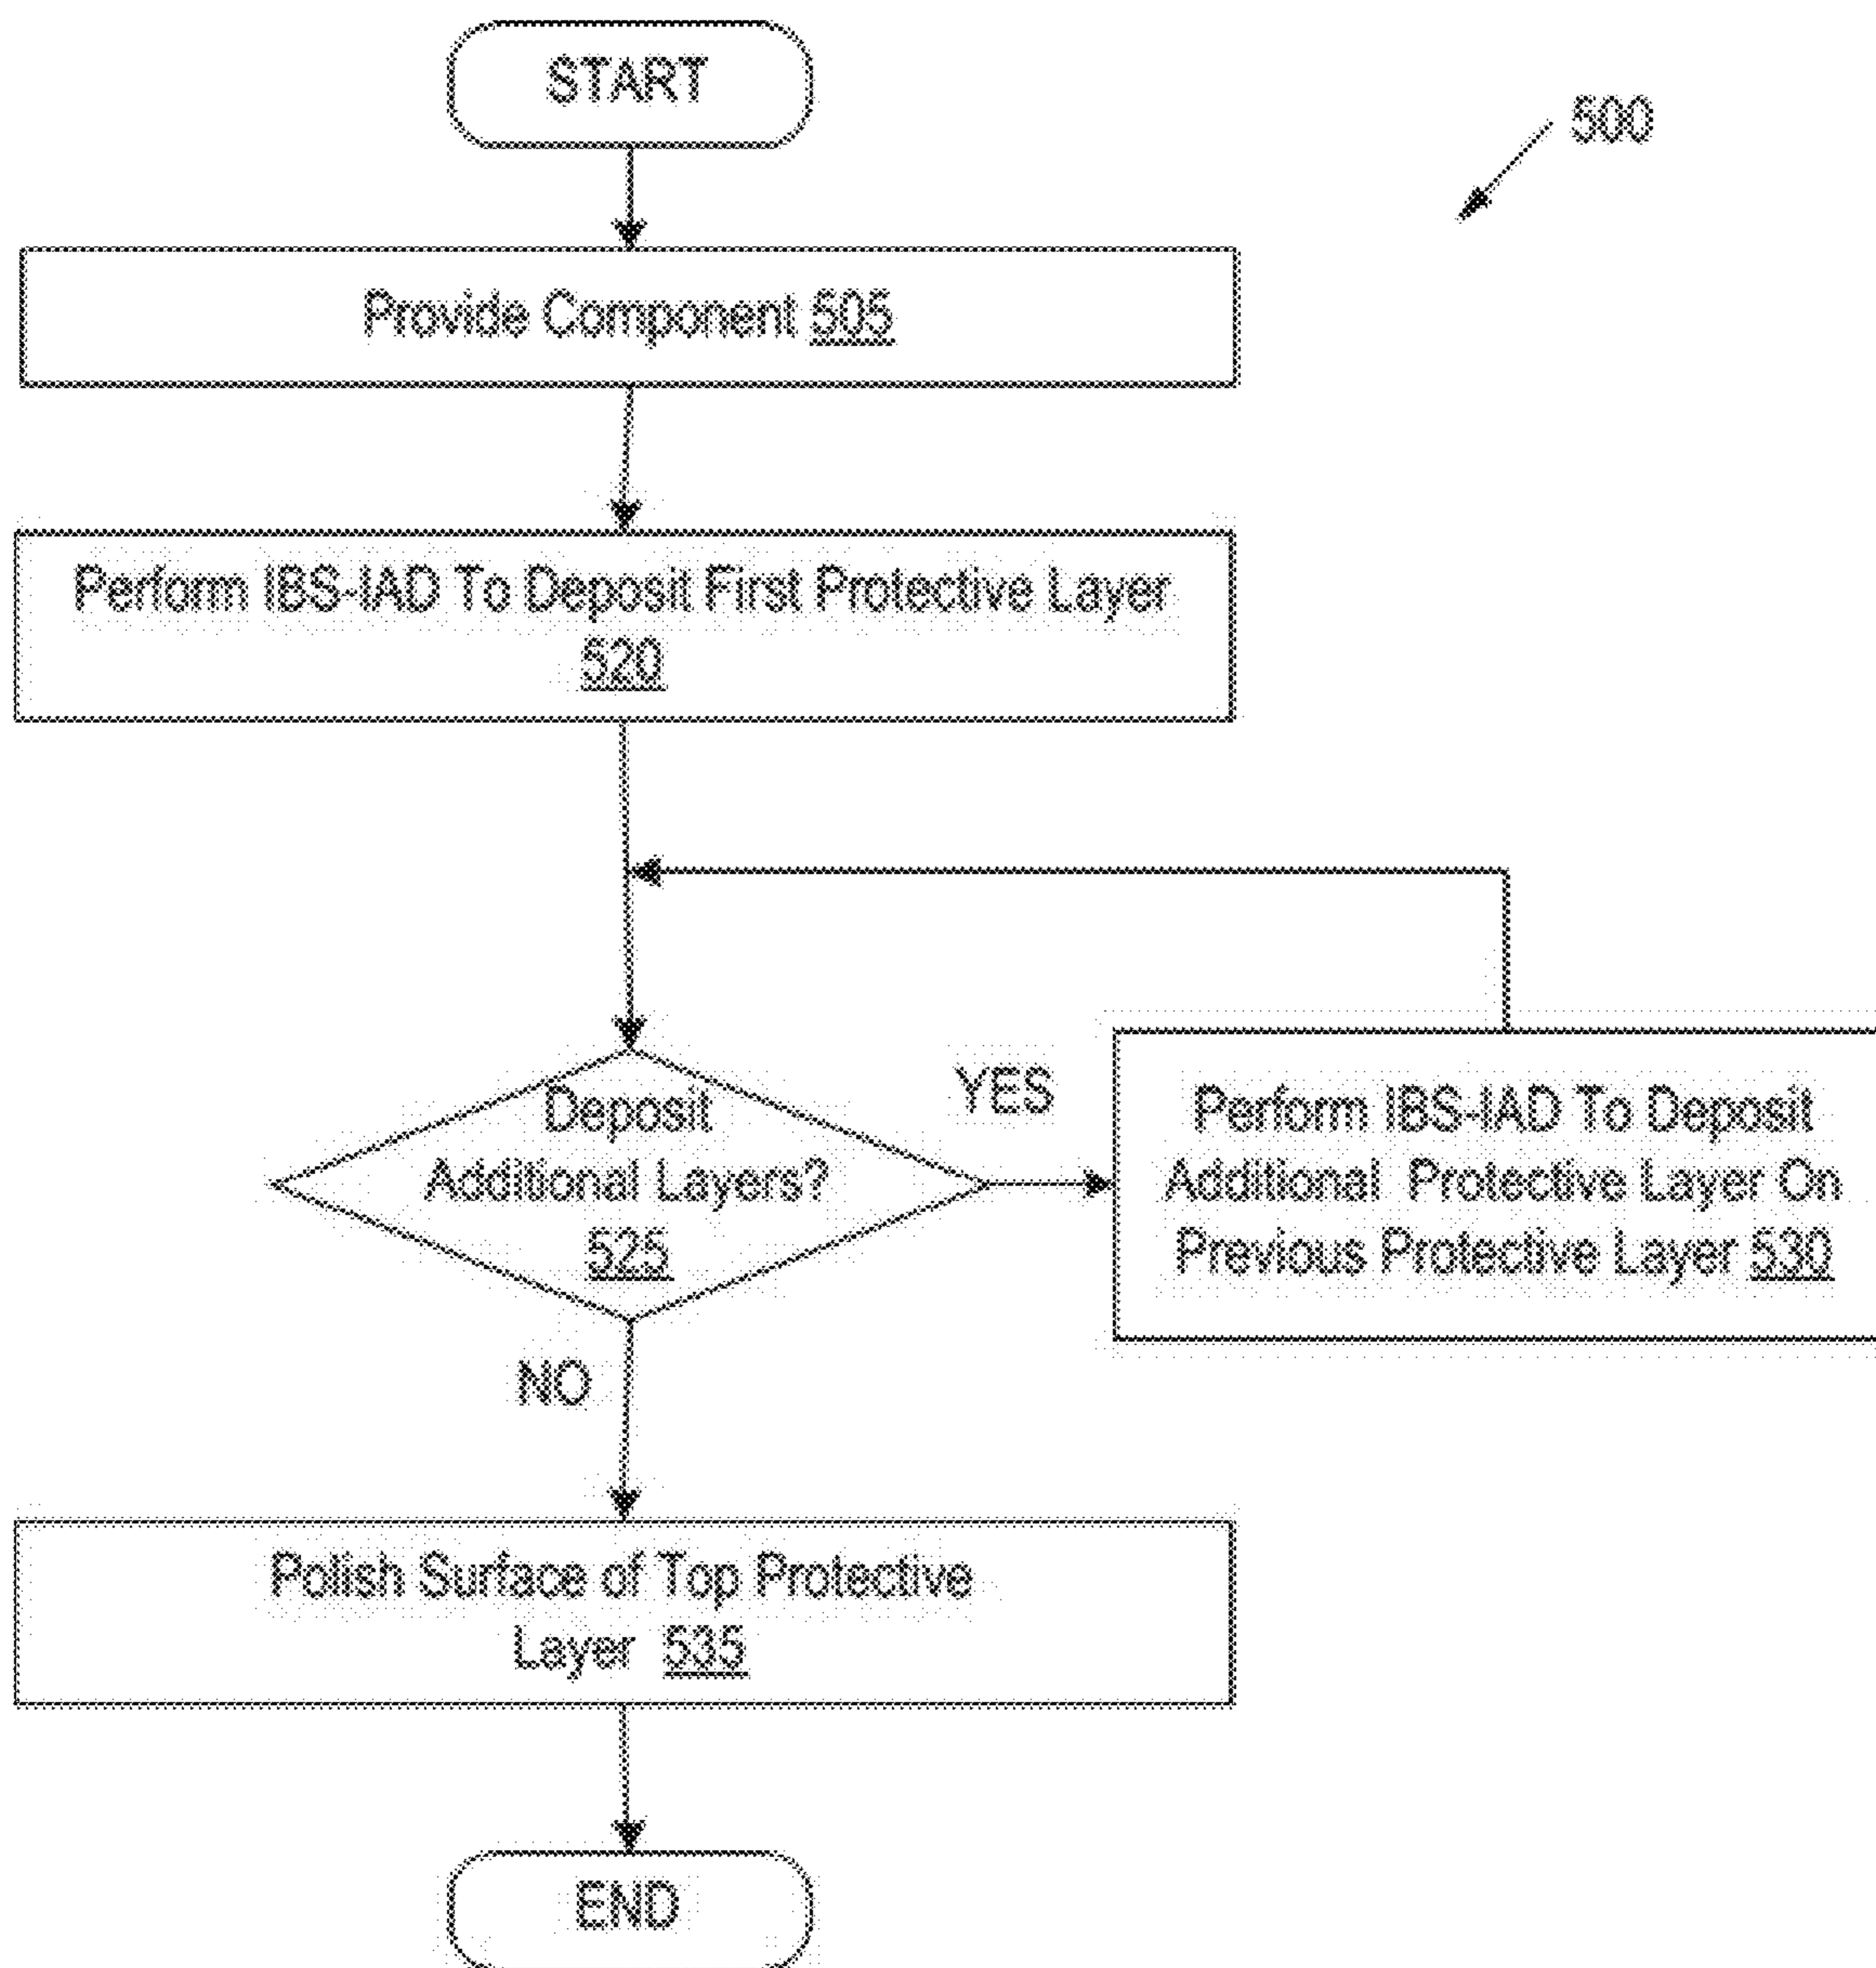 START
500
Provide Component 505
Perform IBS-IAD To Deposit First Protective Layer
520
Deposit
Additional Layers?
525
YES
Perform IBS-IAD To Deposit
Additional Protective Layer On
Previous Protective Layer 530
NO
Polish Surface of Top Protective
Layer 535
END